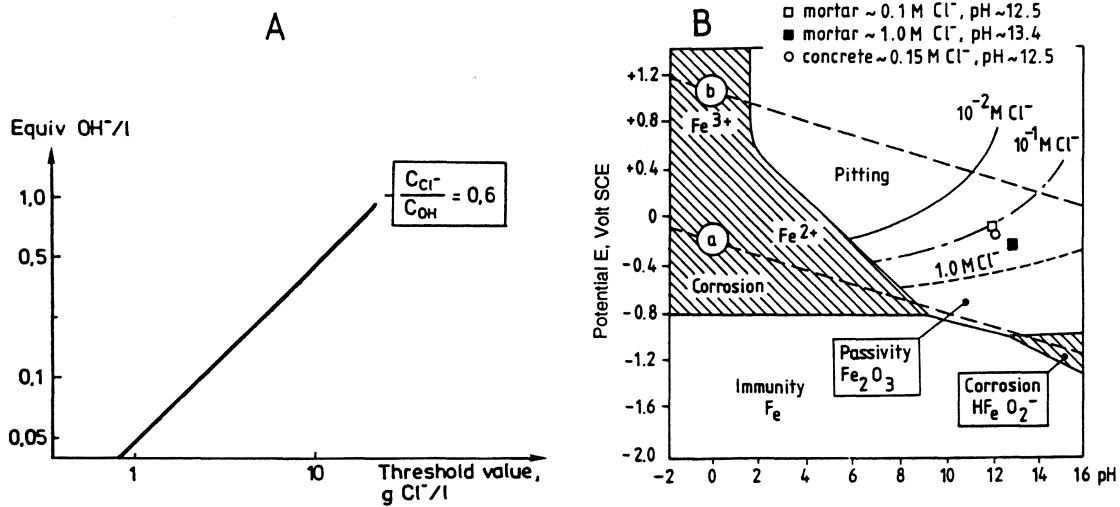 A
Equiv OH⁻/l
1.0
0.5
0,1
0,05
1
10
Threshold value,
g Cl⁻/l
C_Cl⁻
C_OH
= 0,6
B
mortar ~ 0.1 M Cl⁻, pH ~12.5
mortar ~ 1.0 M Cl⁻, pH ~13.4
concrete ~ 0.15 M Cl⁻, pH ~12.5
Potential E, Volt SCE
+1.2
+0.8
+0.4
0
-0.4
-0.8
-1.2
-1.6
-2.0
-2
0
2
4
6
8
10
12
14
16
pH
b
Fe³⁺
10⁻² M Cl⁻
10⁻¹ M Cl⁻
Pitting
a
Fe²⁺
1.0 M Cl⁻
Corrosion
Passivity
Fe₂O₃
Immunity
Fe
Corrosion
HFeO₂⁻